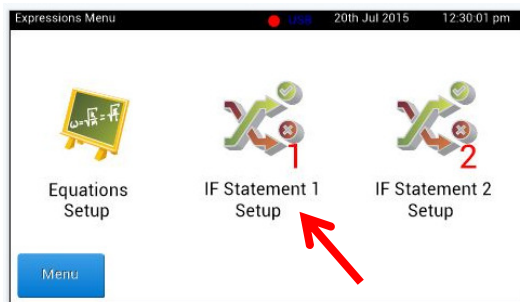 Expressions Menu USB 20th Jul 2015 12:30:01 pm
1
2
Equations
Setup
IF Statement 1
Setup
IF Statement 2
Setup
Menu